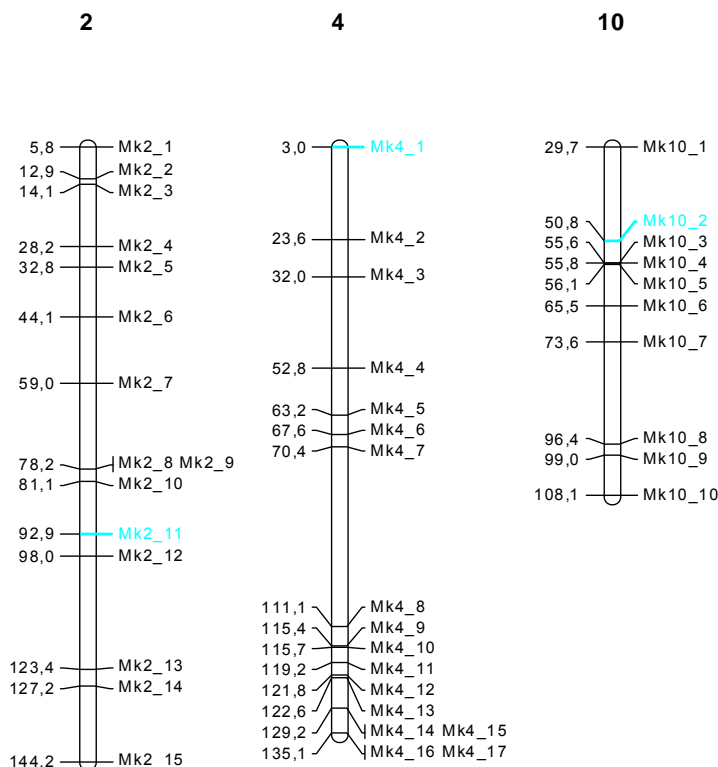 2
5,8 Mk2_1
12,9 Mk2_2
14,1 Mk2_3
28,2 Mk2_4
32,8 Mk2_5
44,1 Mk2_6
59,0 Mk2_7
78,2 Mk2_8 Mk2_9
81,1 Mk2_10
92,9 Mk2_11
98,0 Mk2_12
123,4 Mk2_13
127,2 Mk2_14
144,2 Mk2_15
4
3,0 Mk4_1
23,6 Mk4_2
32,0 Mk4_3
52,8 Mk4_4
63,2 Mk4_5
67,6 Mk4_6
70,4 Mk4_7
111,1 Mk4_8
115,4 Mk4_9
115,7 Mk4_10
119,2 Mk4_11
121,8 Mk4_12
122,6 Mk4_13
129,2 Mk4_14 Mk4_15
135,1 Mk4_16 Mk4_17
10
29,7 Mk10_1
50,8 Mk10_2
55,6 Mk10_3
55,8 Mk10_4
56,1 Mk10_5
65,5 Mk10_6
73,6 Mk10_7
96,4 Mk10_8
99,0 Mk10_9
108,1 Mk10_10